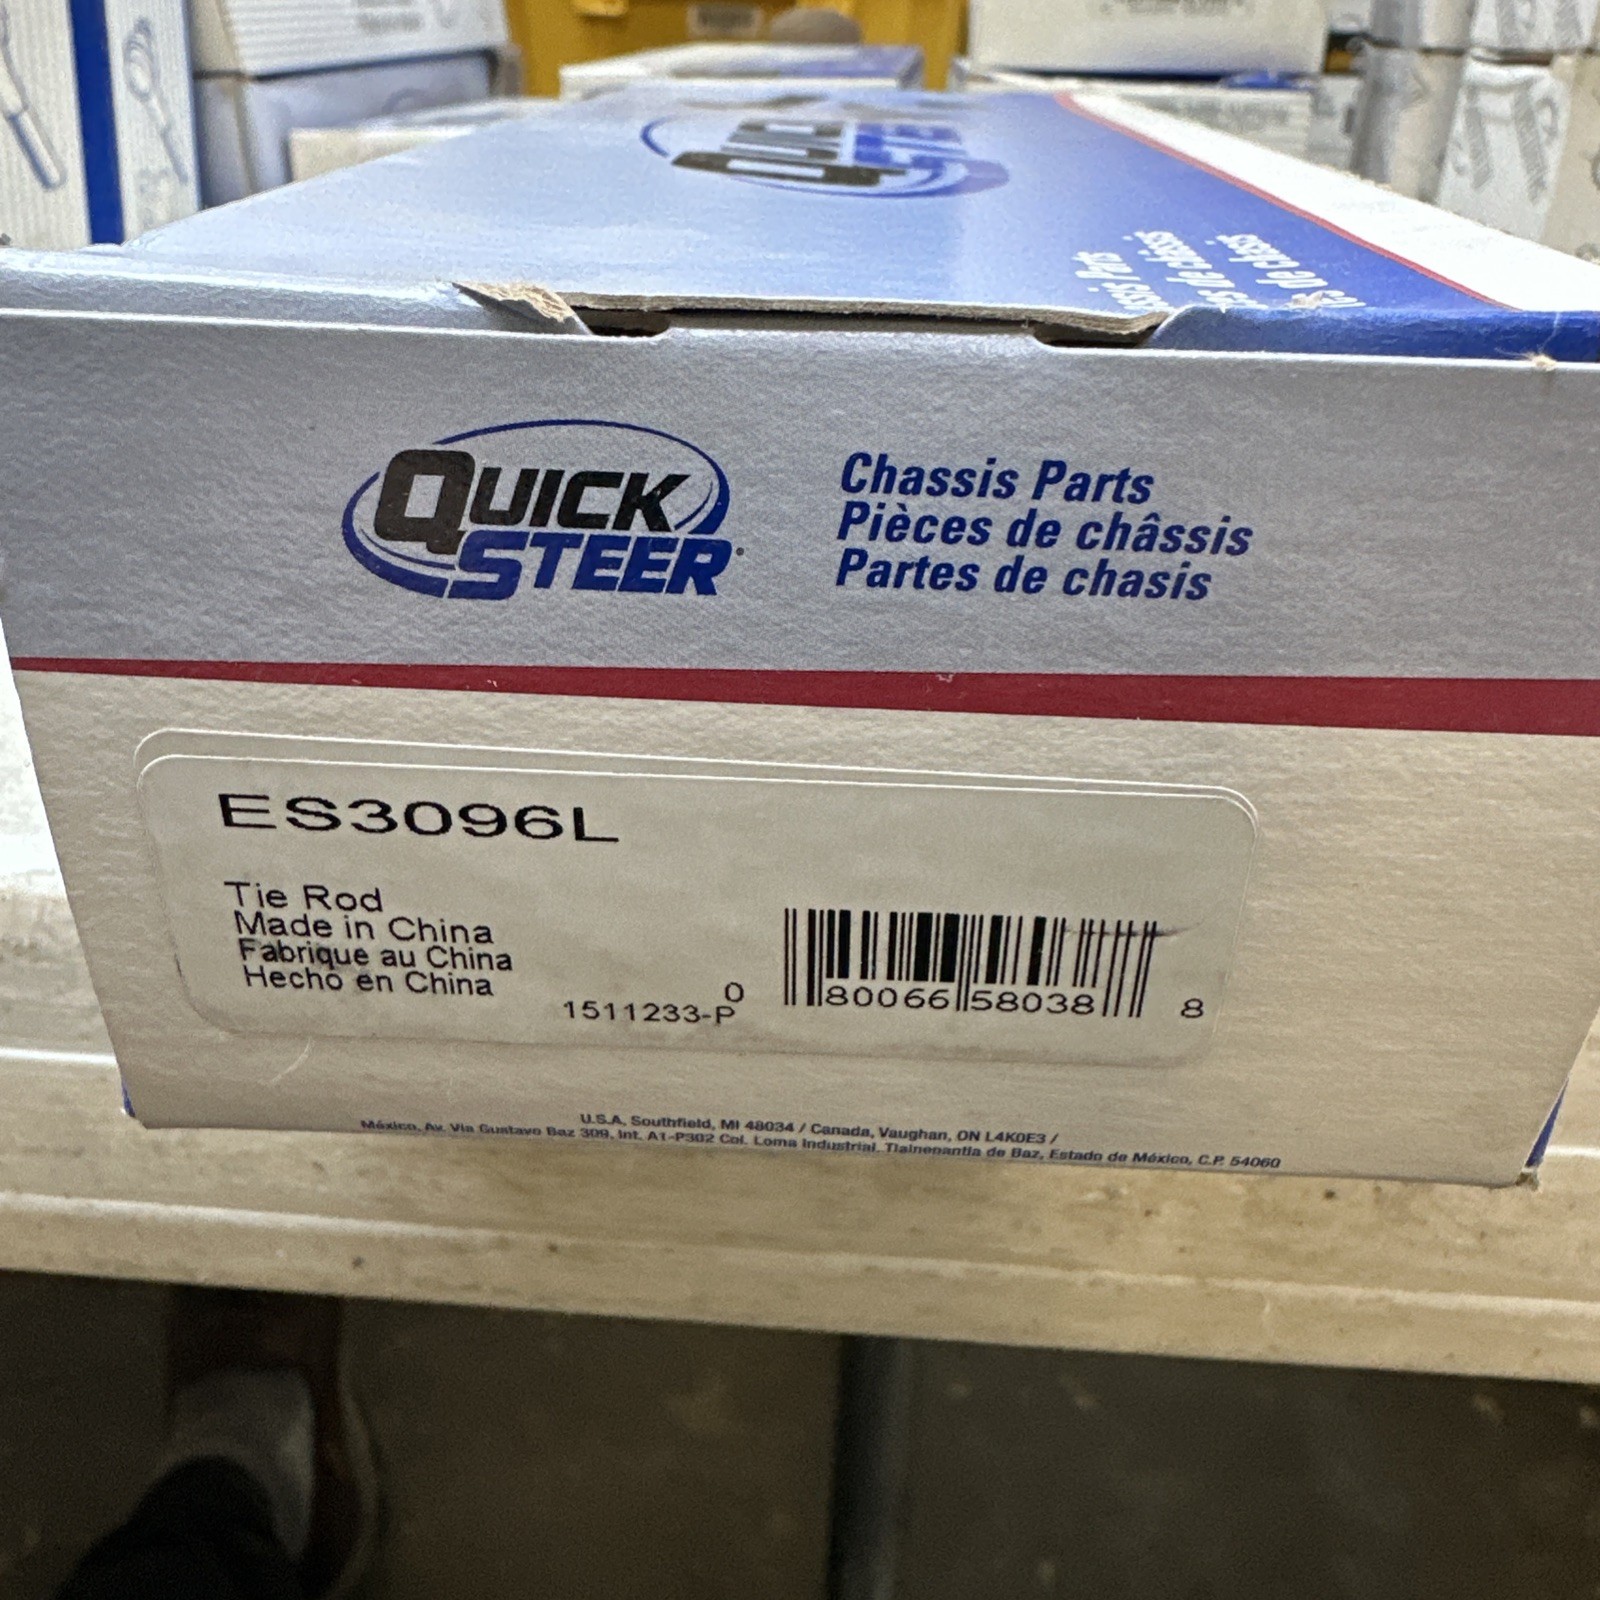 QUICK
STEER
Chassis Parts
Pièces de châssis
Partes de chasis
ES3096L
Tie Rod
Made in China
Fabrique au China
Hecho en China
1511233-P
0 80066 58038 8
U.S.A, Southfield, MI 48034 / Canada, Vaughan, ON L4K0E3 /
México, Av. Via Gustavo Baz 309, Int. A1-P302 Col. Loma Industrial, Tlalnepantla de Baz, Estado de México, C.P. 54060